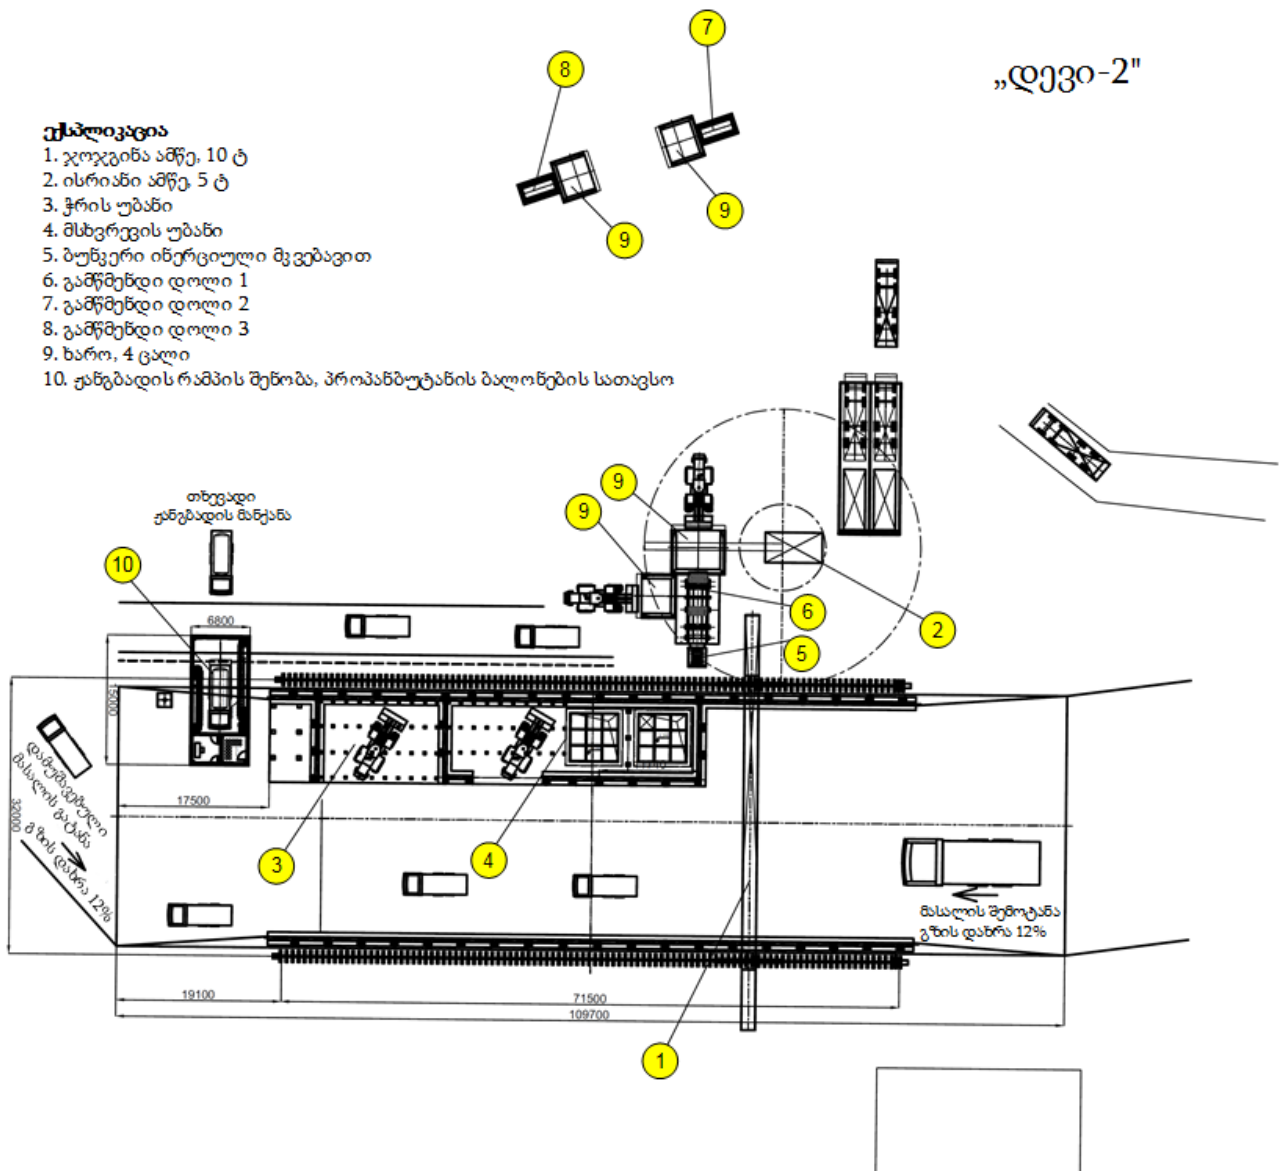 „დევი-2"
ექსპლიკაცია
1. ჯოჯგინა ამწე, 10 ტ
2. ისრიანი ამწე, 5 ტ
3. ჭრის უბანი
4. მსხვრევის უბანი
5. ბუნკერი ინერციული მკვებავით
6. გამწმენდი დოლი 1
7. გამწმენდი დოლი 2
8. გამწმენდი დოლი 3
9. ხარო, 4 ცალი
10. ჟანგბადის რამპის შენობა, პროპანბუტანის ბალონების სათავსო
7
8
9
9
9
9
თხევადი
ჟანგბადის მანქანა
10
6
2
5
6800
15000
დამუშავებული
მასალის გატანა
გზის დახრა 12%
17500
32000
3
4
მასალის შემოტანა
გზის დახრა 12%
19100
71500
109700
1